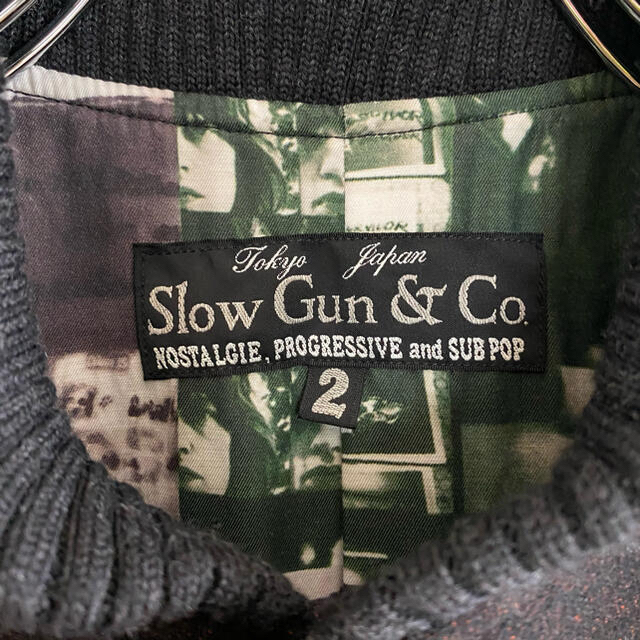 Tokyo Japan
Slow Gun & Co.
NOSTALGIE, PROGRESSIVE and SUB POP
2